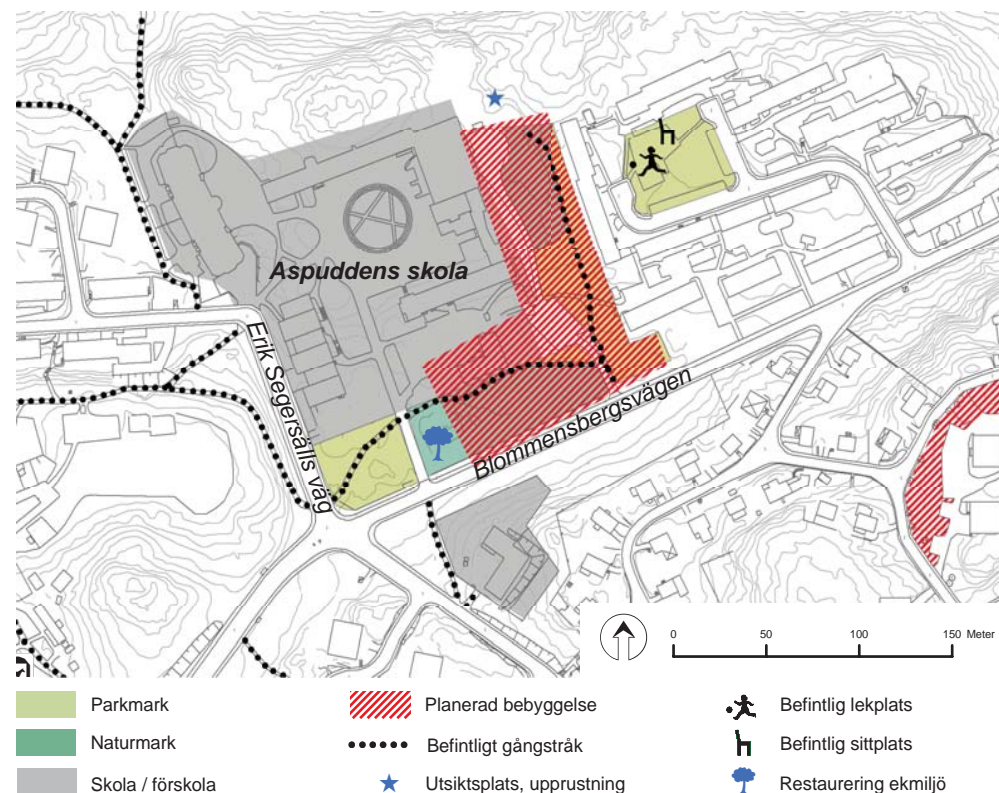 Aspuddens skola
Erik Segersälls väg
Blommensbergsvägen
0 50 100 150 Meter
Parkmark
Naturmark
Skola / förskola
Planerad bebyggelse
Befintligt gångstråk
Utsiktsplats, upprustning
Befintlig lekplats
Befintlig sittplats
Restaurering ekmiljö